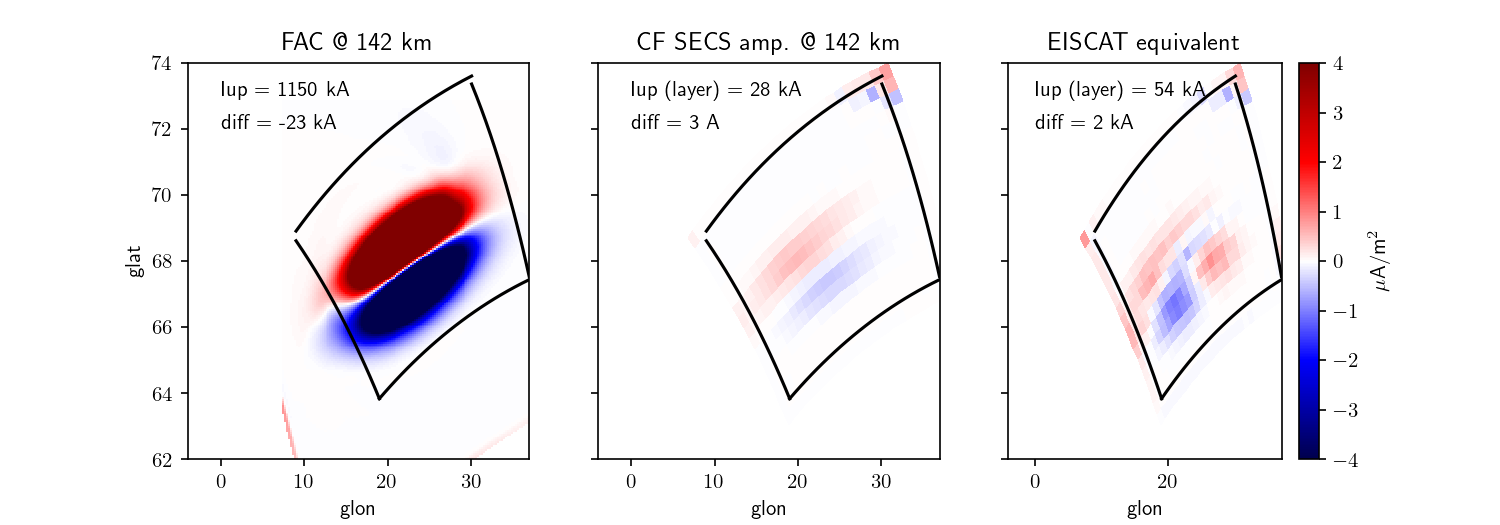 FAC @ 142 km
CF SECS amp. @ 142 km
EISCAT equivalent
Iup = 1150 kA
diff = -23 kA
Iup (layer) = 28 kA
diff = 3 A
Iup (layer) = 54 kA
diff = 2 kA
74
72
70
68
66
64
62
glat
0
10
20
30
glon
0
10
20
30
glon
0
20
glon
4
3
2
1
0
−1
−2
−3
−4
μA/m²